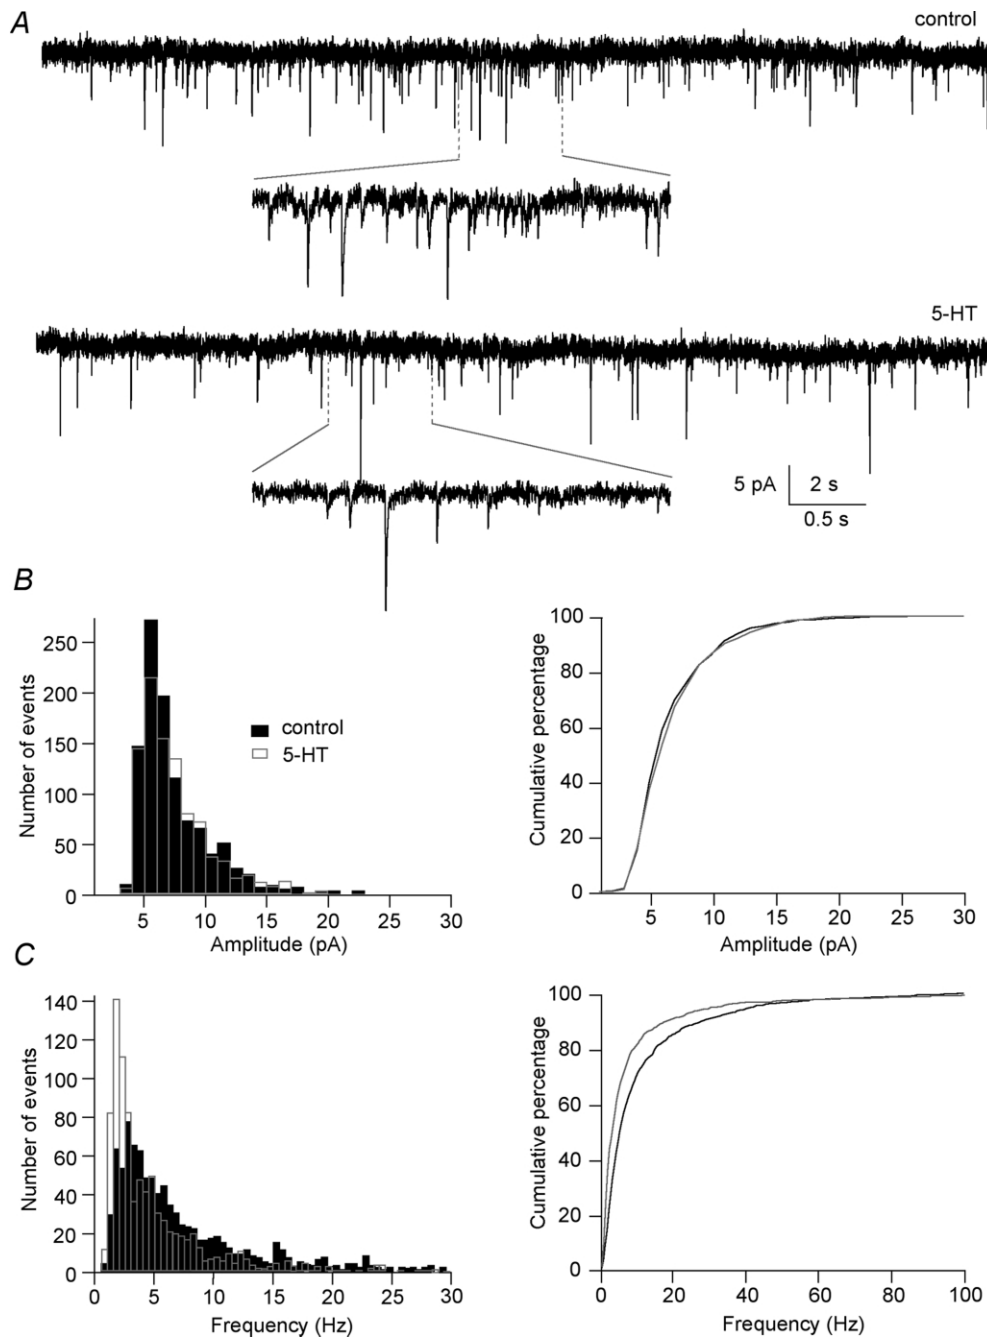 A
control
5-HT
5 pA
2 s
0.5 s
B
Number of events
250
200
150
100
50
0
control
5-HT
5
10
15
20
25
30
Amplitude (pA)
Cumulative percentage
100
80
60
40
20
0
5
10
15
20
25
30
Amplitude (pA)
C
Number of events
140
120
100
80
60
40
20
0
0
5
10
15
20
25
30
Frequency (Hz)
Cumulative percentage
100
80
60
40
20
0
0
20
40
60
80
100
Frequency (Hz)